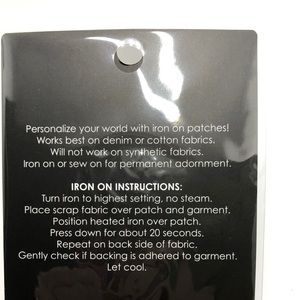 Personalize your world with iron on patches!
Works best on denim or cotton fabrics.
Will not work on synthetic fabrics.
Iron on or sew on for permanent adornment.
IRON ON INSTRUCTIONS:
Turn iron to highest setting, no steam.
Place scrap fabric over patch and garment.
Position heated iron over patch.
Press down for about 20 seconds.
Repeat on back side of fabric.
Gently check if backing is adhered to garment.
Let cool.